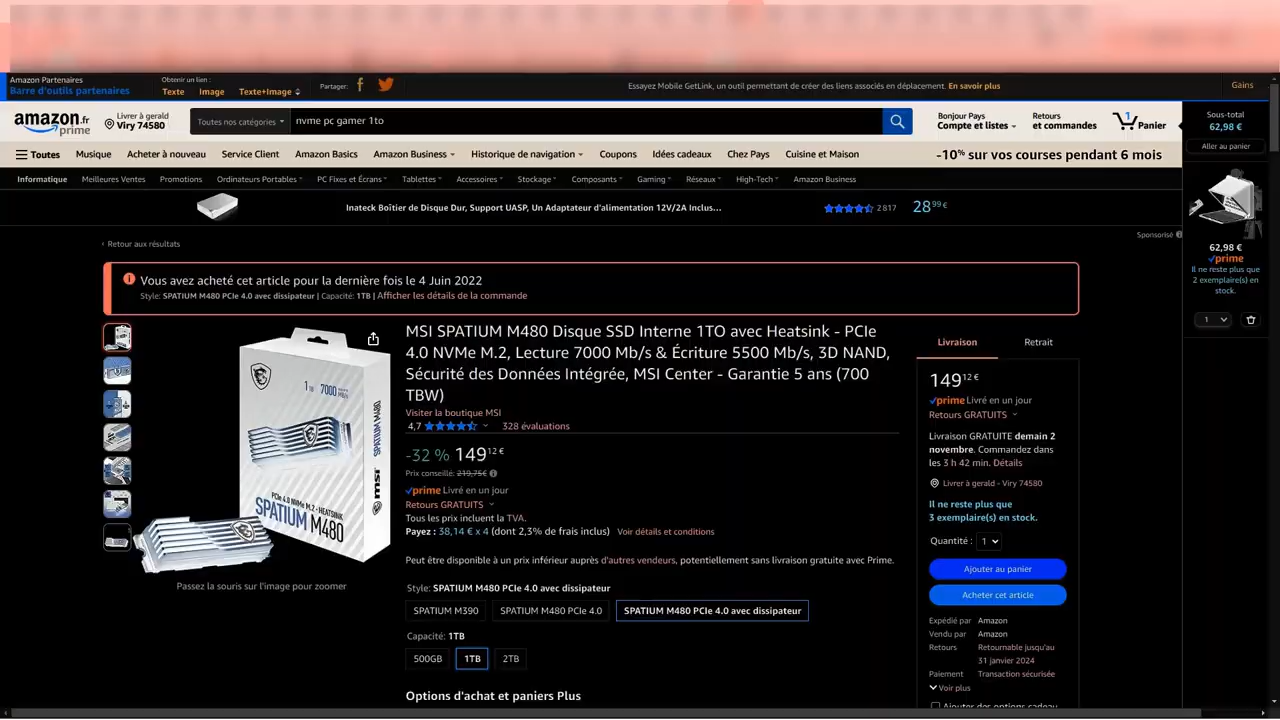 Amazon Partenaires
Barre d'outils partenaires
Obtenir un lien :
Texte Image Texte+Image
Partager:
Essayez Mobile GetLink, un outil permettant de créer des liens associés en déplacement. En savoir plus
Gains
amazon.fr
prime
Livrer à gerald
Viry 74580
Toutes nos catégories
nvme pc gamer 1to
Bonjour Pays
Compte et listes
Retours
et commandes
1
Panier
Sous-total
62,98 €
Aller au panier
Toutes Musique Acheter à nouveau Service Client Amazon Basics Amazon Business Historique de navigation Coupons Idées cadeaux Chez Pays Cuisine et Maison
-10% sur vos courses pendant 6 mois
Informatique Meilleures Ventes Promotions Ordinateurs Portables PC Fixes et Écrans Tablettes Accessoires Stockage Composants Gaming Réseaux High-Tech Amazon Business
Inateck Boîtier de Disque Dur, Support UASP, Un Adaptateur d'alimentation 12V/2A Inclus... 2 817 28,99 €
Sponsorisé
62,98 €
prime
Il ne reste plus que
2 exemplaire(s) en
stock.
1
‹ Retour aux résultats
Vous avez acheté cet article pour la dernière fois le 4 Juin 2022
Style: SPATIUM M480 PCIe 4.0 avec dissipateur | Capacité: 1TB | Afficher les détails de la commande
1TB 7000
PCIe 4.0 NVMe M.2 - HEATSINK
SPATIUM M480
SPATIUM M480
msi
Passez la souris sur l'image pour zoomer
MSI SPATIUM M480 Disque SSD Interne 1TO avec Heatsink - PCIe
4.0 NVMe M.2, Lecture 7000 Mb/s & Écriture 5500 Mb/s, 3D NAND,
Sécurité des Données Intégrée, MSI Center - Garantie 5 ans (700
TBW)
Visiter la boutique MSI
4,7 328 évaluations
-32 % 149,12 €
Prix conseillé: 219,75€
prime Livré en un jour
Retours GRATUITS
Tous les prix incluent la TVA.
Payez : 38,14 € x 4 (dont 2,3% de frais inclus) Voir détails et conditions
Peut être disponible à un prix inférieur auprès d'autres vendeurs, potentiellement sans livraison gratuite avec Prime.
Style: SPATIUM M480 PCIe 4.0 avec dissipateur
SPATIUM M390 SPATIUM M480 PCIe 4.0 SPATIUM M480 PCIe 4.0 avec dissipateur
Capacité: 1TB
500GB 1TB 2TB
Options d'achat et paniers Plus
Livraison Retrait
149,12 €
prime Livré en un jour
Retours GRATUITS
Livraison GRATUITE demain 2
novembre. Commandez dans
les 3 h 42 min. Détails
Livrer à gerald - Viry 74580
Il ne reste plus que
3 exemplaire(s) en stock.
Quantité : 1
Ajouter au panier
Acheter cet article
Expédié par Amazon
Vendu par Amazon
Retours Retournable jusqu'au
31 janvier 2024
Paiement Transaction sécurisée
Voir plus
Ajouter des options cadeau